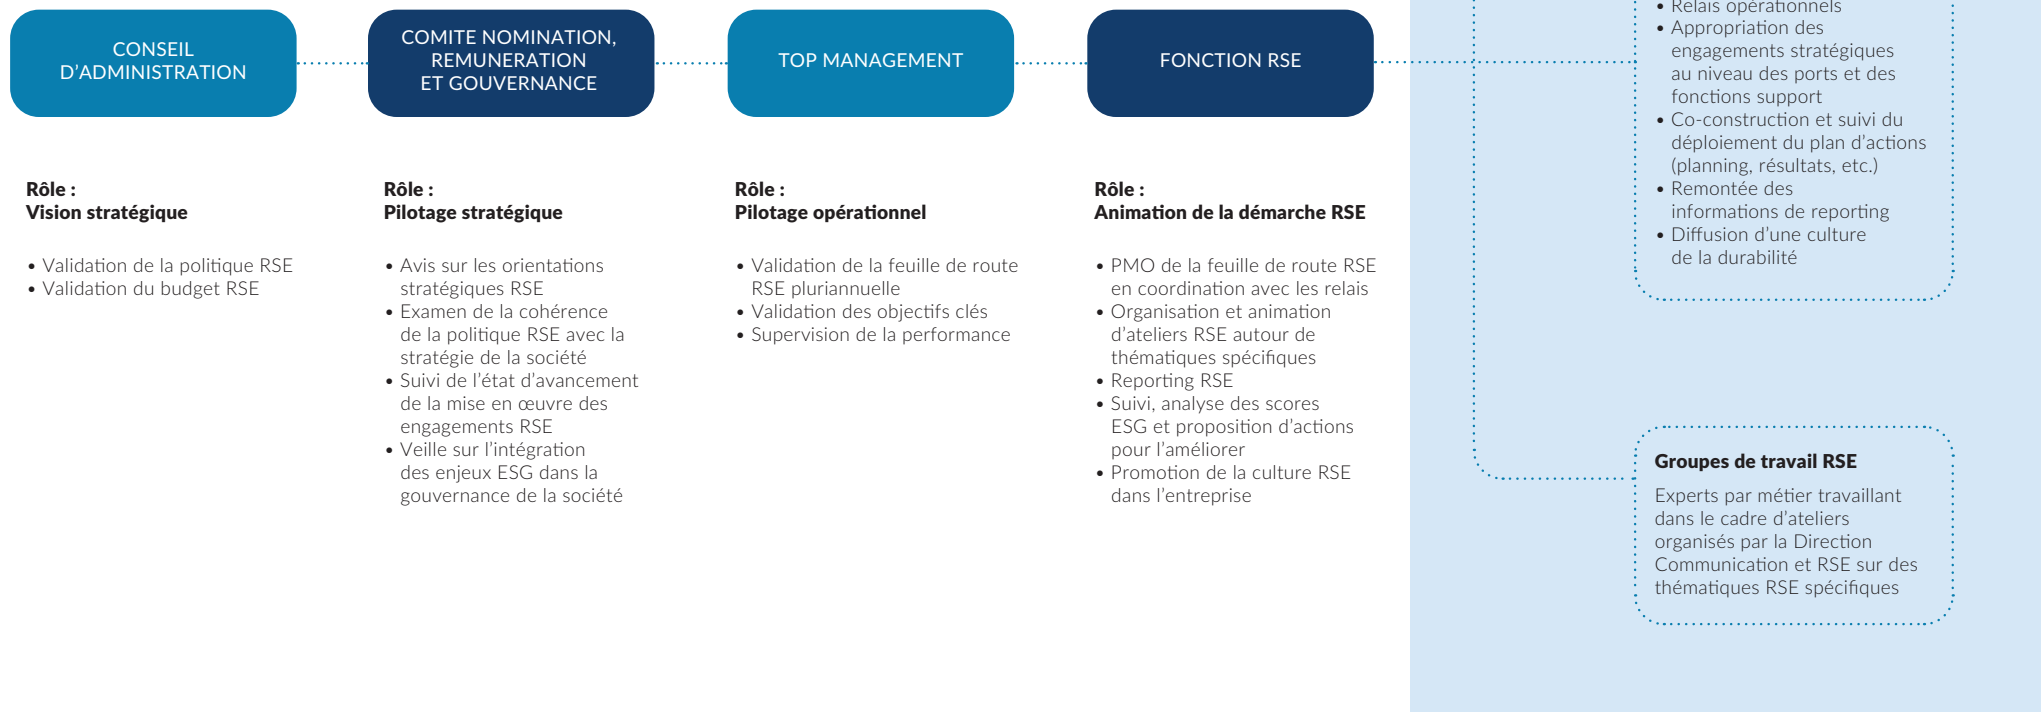 CONSEIL
D'ADMINISTRATION
COMITE NOMINATION,
REMUNERATION
ET GOUVERNANCE
TOP MANAGEMENT
FONCTION RSE
Rôle :
Vision stratégique
• Validation de la politique RSE
• Validation du budget RSE
Rôle :
Pilotage stratégique
• Avis sur les orientations
stratégiques RSE
• Examen de la cohérence
de la politique RSE avec la
stratégie de la société
• Suivi de l'état d'avancement
de la mise en œuvre des
engagements RSE
• Veille sur l'intégration
des enjeux ESG dans la
gouvernance de la société
Rôle :
Pilotage opérationnel
• Validation de la feuille de route
RSE pluriannuelle
• Validation des objectifs clés
• Supervision de la performance
Rôle :
Animation de la démarche RSE
• PMO de la feuille de route RSE
en coordination avec les relais
• Organisation et animation
d'ateliers RSE autour de
thématiques spécifiques
• Reporting RSE
• Suivi, analyse des scores
ESG et proposition d'actions
pour l'améliorer
• Promotion de la culture RSE
dans l'entreprise
• Relais opérationnels
• Appropriation des
engagements stratégiques
au niveau des ports et des
fonctions support
• Co-construction et suivi du
déploiement du plan d'actions
(planning, résultats, etc.)
• Remontée des
informations de reporting
• Diffusion d'une culture
de la durabilité
Groupes de travail RSE
Experts par métier travaillant
dans le cadre d'ateliers
organisés par la Direction
Communication et RSE sur des
thématiques RSE spécifiques